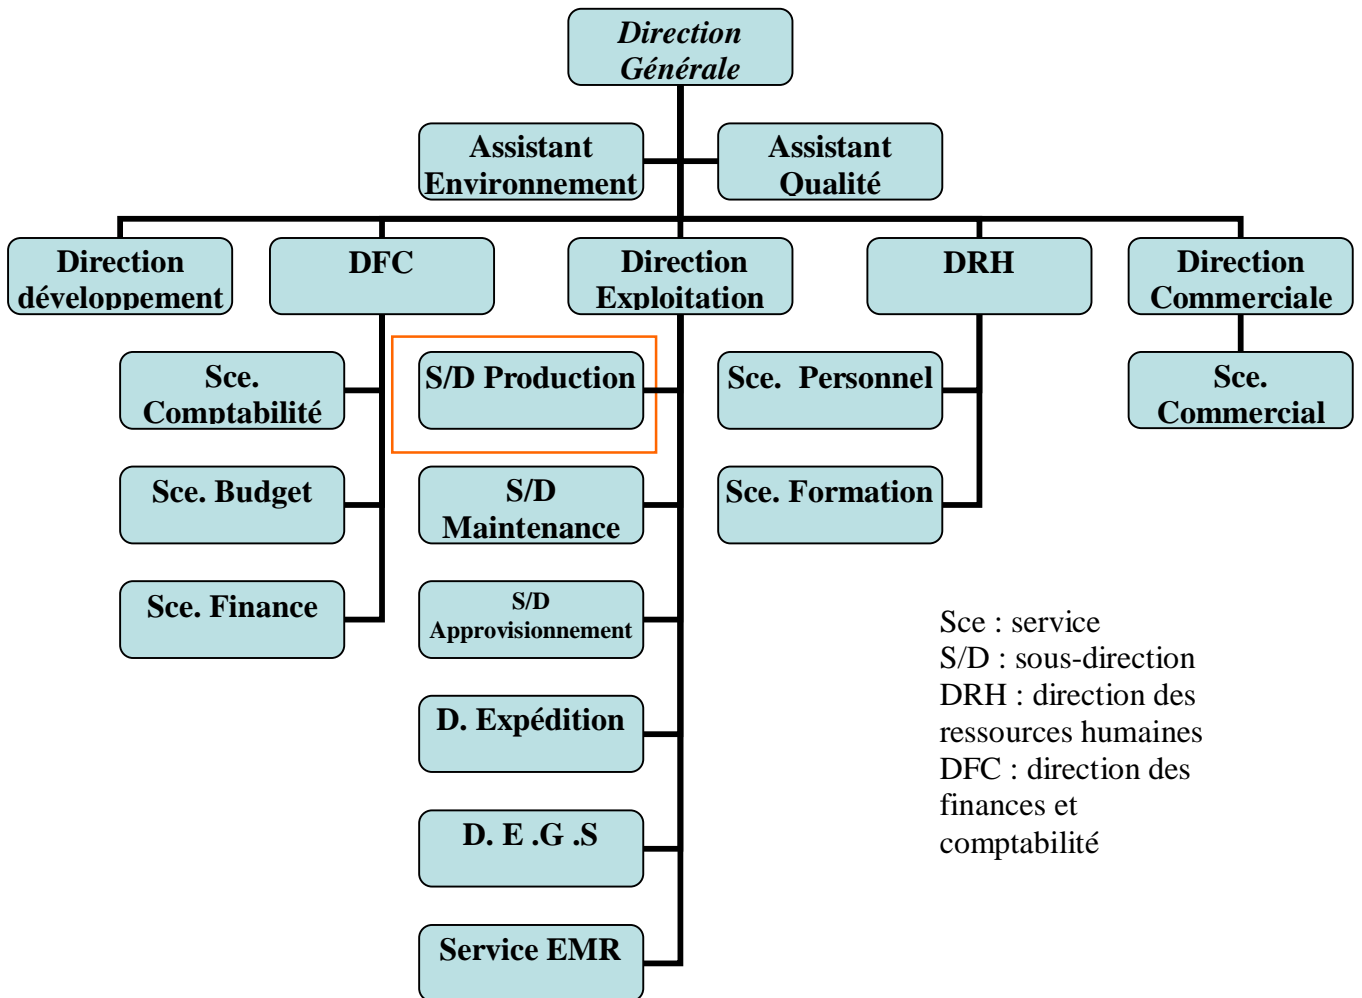 Direction
Générale
Assistant
Environnement
Assistant
Qualité
Direction
développement
DFC
Direction
Exploitation
DRH
Direction
Commerciale
Sce.
Comptabilité
S/D Production
Sce. Personnel
Sce.
Commercial
Sce. Budget
S/D
Maintenance
Sce. Formation
Sce. Finance
S/D
Approvisionnement
D. Expédition
D. E .G .S
Service EMR
Sce : service
S/D : sous-direction
DRH : direction des
ressources humaines
DFC : direction des
finances et
comptabilité